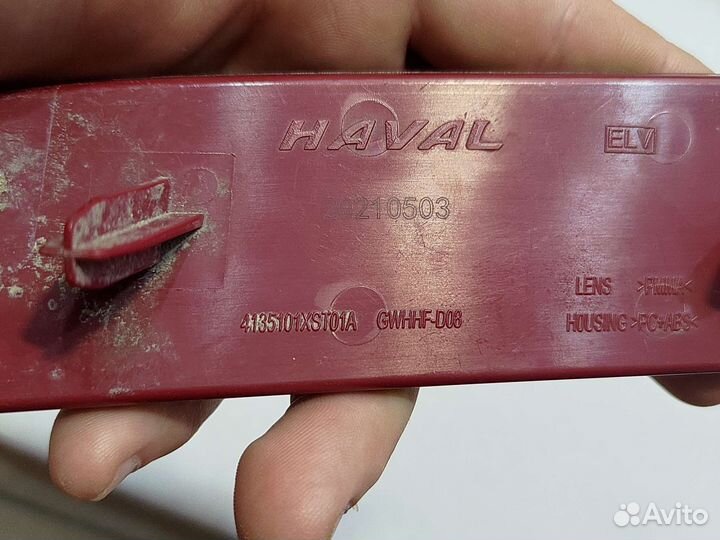 HAVAL
ELV
20210503
LENS >PMMA<
4135101XST01A GWHHF-D08
HOUSING >PC+ABS<
Avito